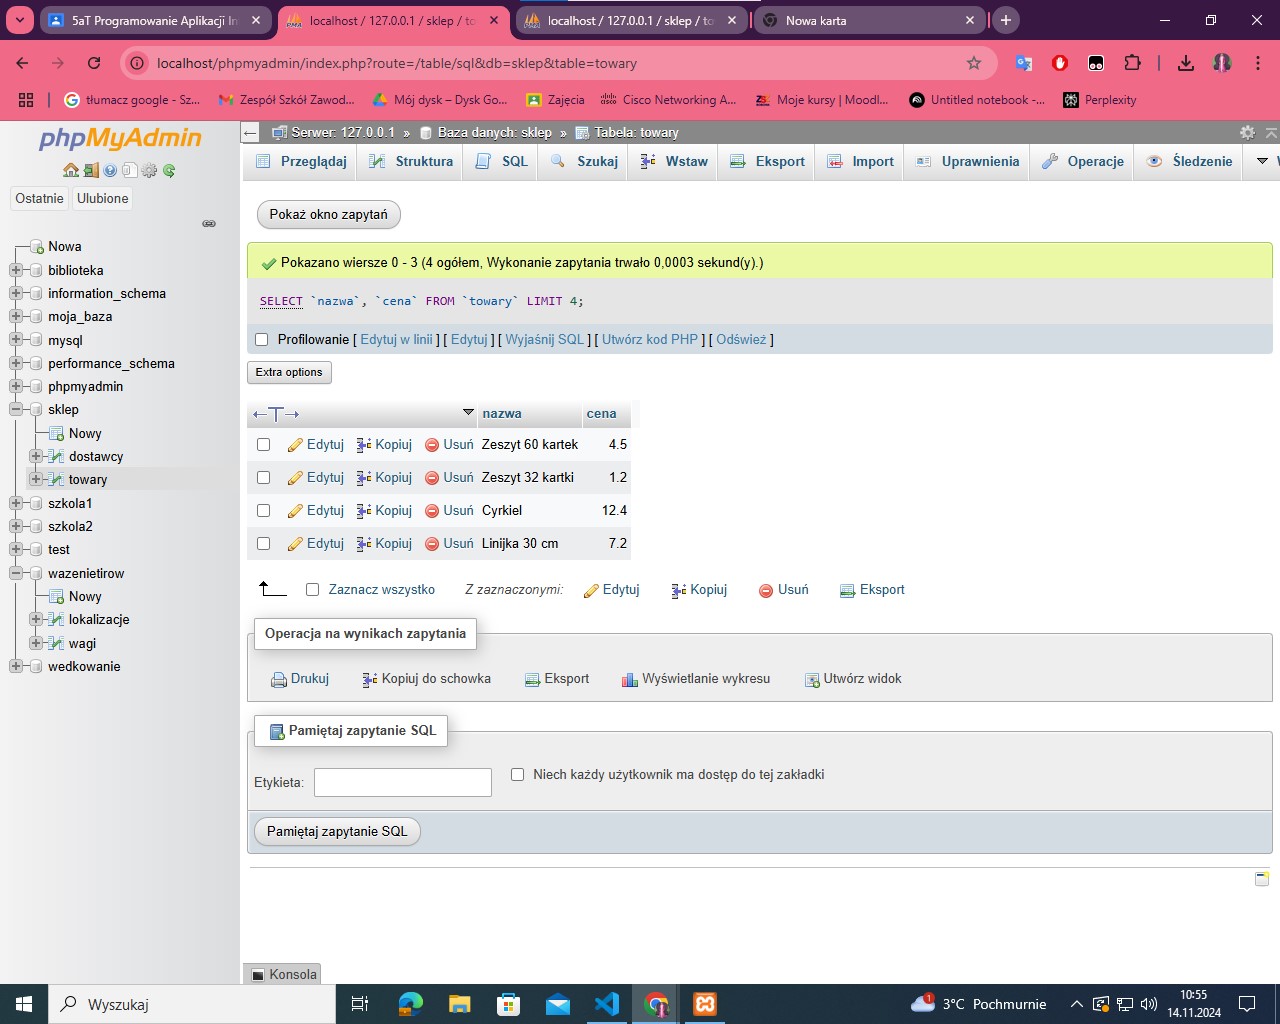 5aT Programowanie Aplikacji In
localhost / 127.0.0.1 / sklep / to
localhost / 127.0.0.1 / sklep / to
Nowa karta
localhost/phpmyadmin/index.php?route=/table/sql&db=sklep&table=towary
tłumacz google - Sz...
Zespół Szkół Zawod...
Mój dysk – Dysk Go...
Zajęcia
Cisco Networking A...
Moje kursy | Moodl...
Untitled notebook -...
Perplexity
phpMyAdmin
Ostatnie
Ulubione
Nowa
biblioteka
information_schema
moja_baza
mysql
performance_schema
phpmyadmin
sklep
Nowy
dostawcy
towary
szkola1
szkola2
test
wazenietirow
Nowy
lokalizacje
wagi
wedkowanie
Serwer: 127.0.0.1 » Baza danych: sklep » Tabela: towary
Przeglądaj
Struktura
SQL
Szukaj
Wstaw
Eksport
Import
Uprawnienia
Operacje
Śledzenie
Pokaż okno zapytań
Pokazano wiersze 0 - 3 (4 ogółem, Wykonanie zapytania trwało 0,0003 sekund(y).)
SELECT `nazwa`, `cena` FROM `towary` LIMIT 4;
Profilowanie [ Edytuj w linii ] [ Edytuj ] [ Wyjaśnij SQL ] [ Utwórz kod PHP ] [ Odśwież ]
Extra options
←T→ nazwa cena
Edytuj Kopiuj Usuń Zeszyt 60 kartek 4.5
Edytuj Kopiuj Usuń Zeszyt 32 kartki 1.2
Edytuj Kopiuj Usuń Cyrkiel 12.4
Edytuj Kopiuj Usuń Linijka 30 cm 7.2
Zaznacz wszystko Z zaznaczonymi: Edytuj Kopiuj Usuń Eksport
Operacja na wynikach zapytania
Drukuj Kopiuj do schowka Eksport Wyświetlanie wykresu Utwórz widok
Pamiętaj zapytanie SQL
Etykieta: Niech każdy użytkownik ma dostęp do tej zakładki
Pamiętaj zapytanie SQL
Konsola
Wyszukaj
1
3°C Pochmurnie
10:55
14.11.2024